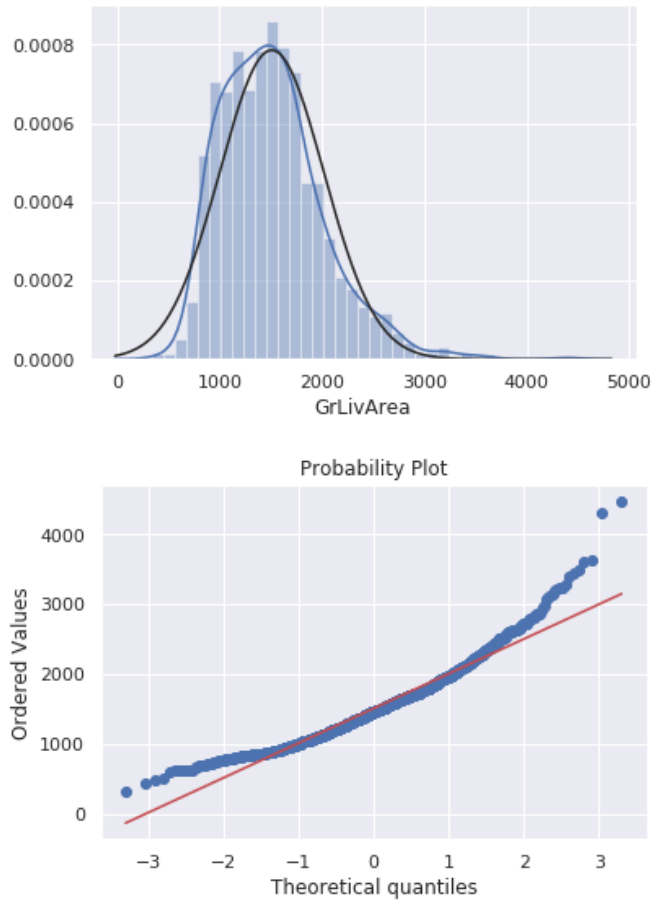 0.0008
0.0006
0.0004
0.0002
0.0000
0 1000 2000 3000 4000 5000
GrLivArea
Probability Plot
4000
3000
2000
1000
0
Ordered Values
−3 −2 −1 0 1 2 3
Theoretical quantiles